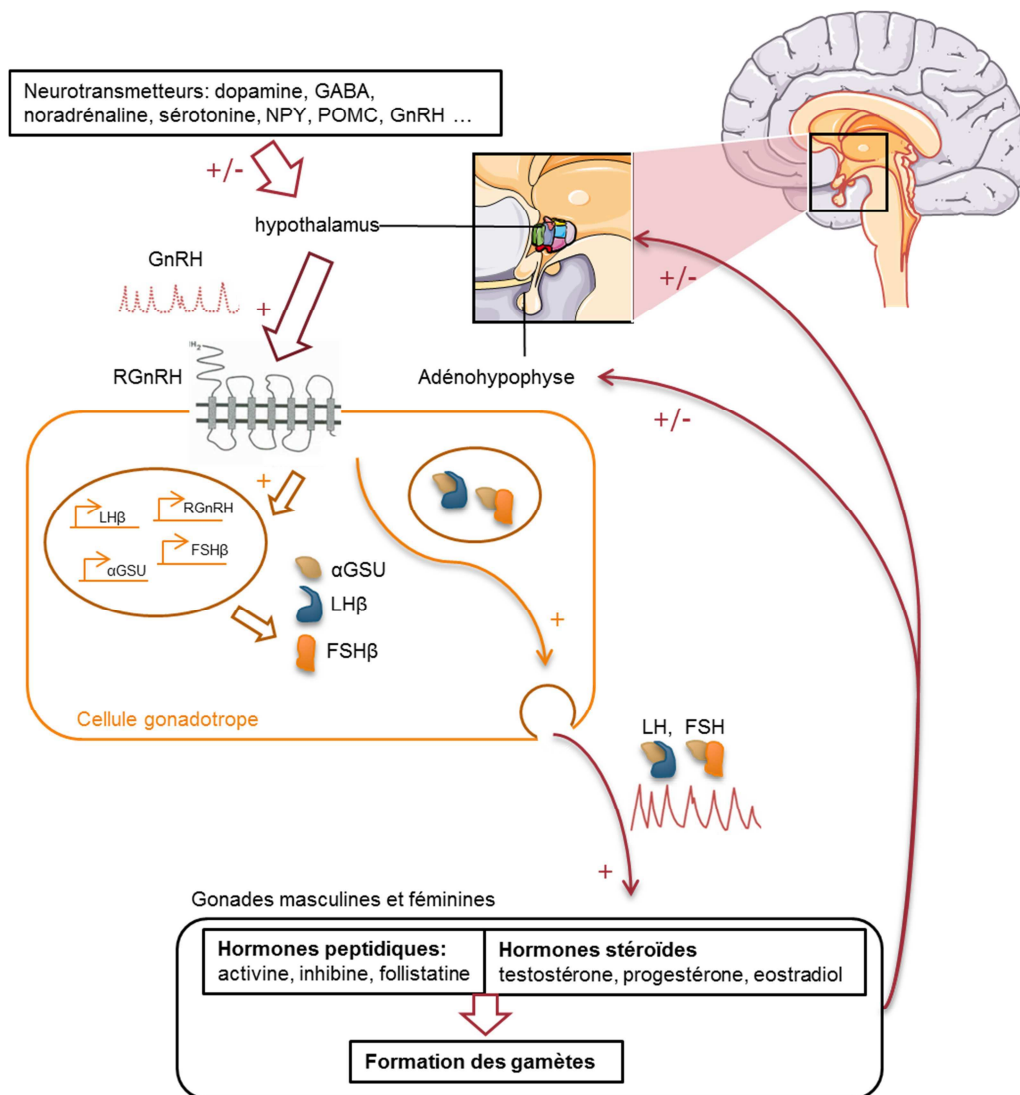 Neurotransmetteurs: dopamine, GABA,
noradrénaline, sérotonine, NPY, POMC, GnRH ...
+/-
hypothalamus
GnRH
+
+/-
RGnRH
H₂
Adénohypophyse
+/-
+
LHβ
RGnRH
αGSU
FSHβ
αGSU
LHβ
FSHβ
+
Cellule gonadotrope
LH, FSH
+
Gonades masculines et féminines
Hormones peptidiques:
activine, inhibine, follistatine
Hormones stéroïdes
testostérone, progestérone, eostradiol
Formation des gamètes